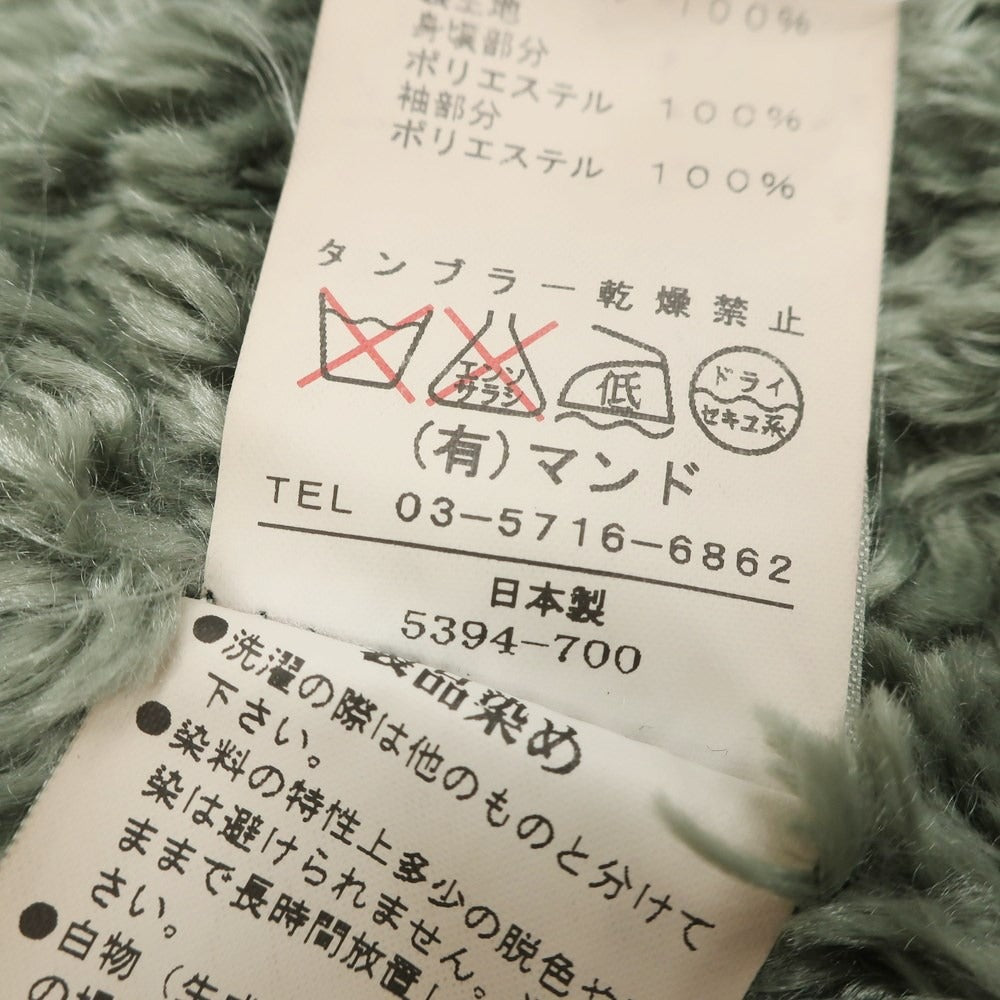 100%
身頃部分
ポリエステル 100%
袖部分
ポリエステル 100%
タンブラー乾燥禁止
エンソ
サラシ
低
ドライ
セキユ系
(有)マンド
TEL 03-5716-6862
日本製
5394-700
製品染め
●洗濯の際は他のものと分けて
下さい。
●染料の特性上多少の脱色や
染は避けられません。
ままで長時間放置し
さい。
●白物(生
の場